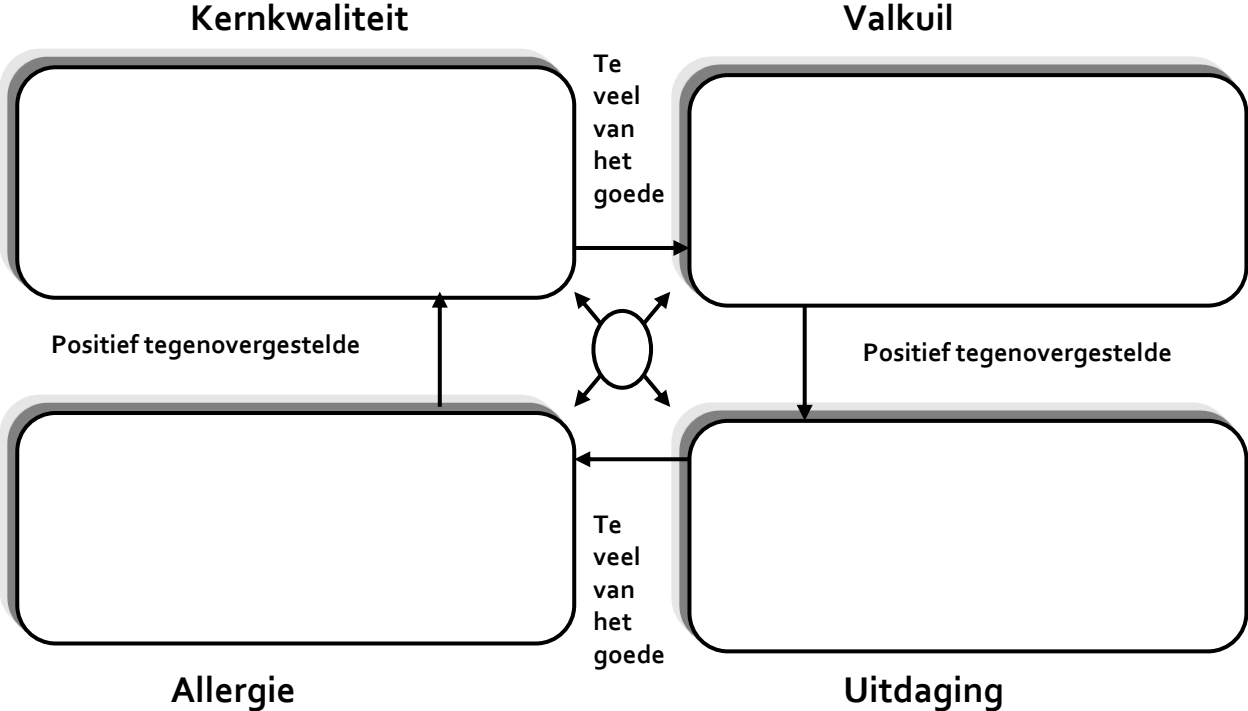 Kernkwaliteit
Valkuil
Te
veel
van
het
goede
Positief tegenovergestelde
Positief tegenovergestelde
Te
veel
van
het
goede
Allergie
Uitdaging